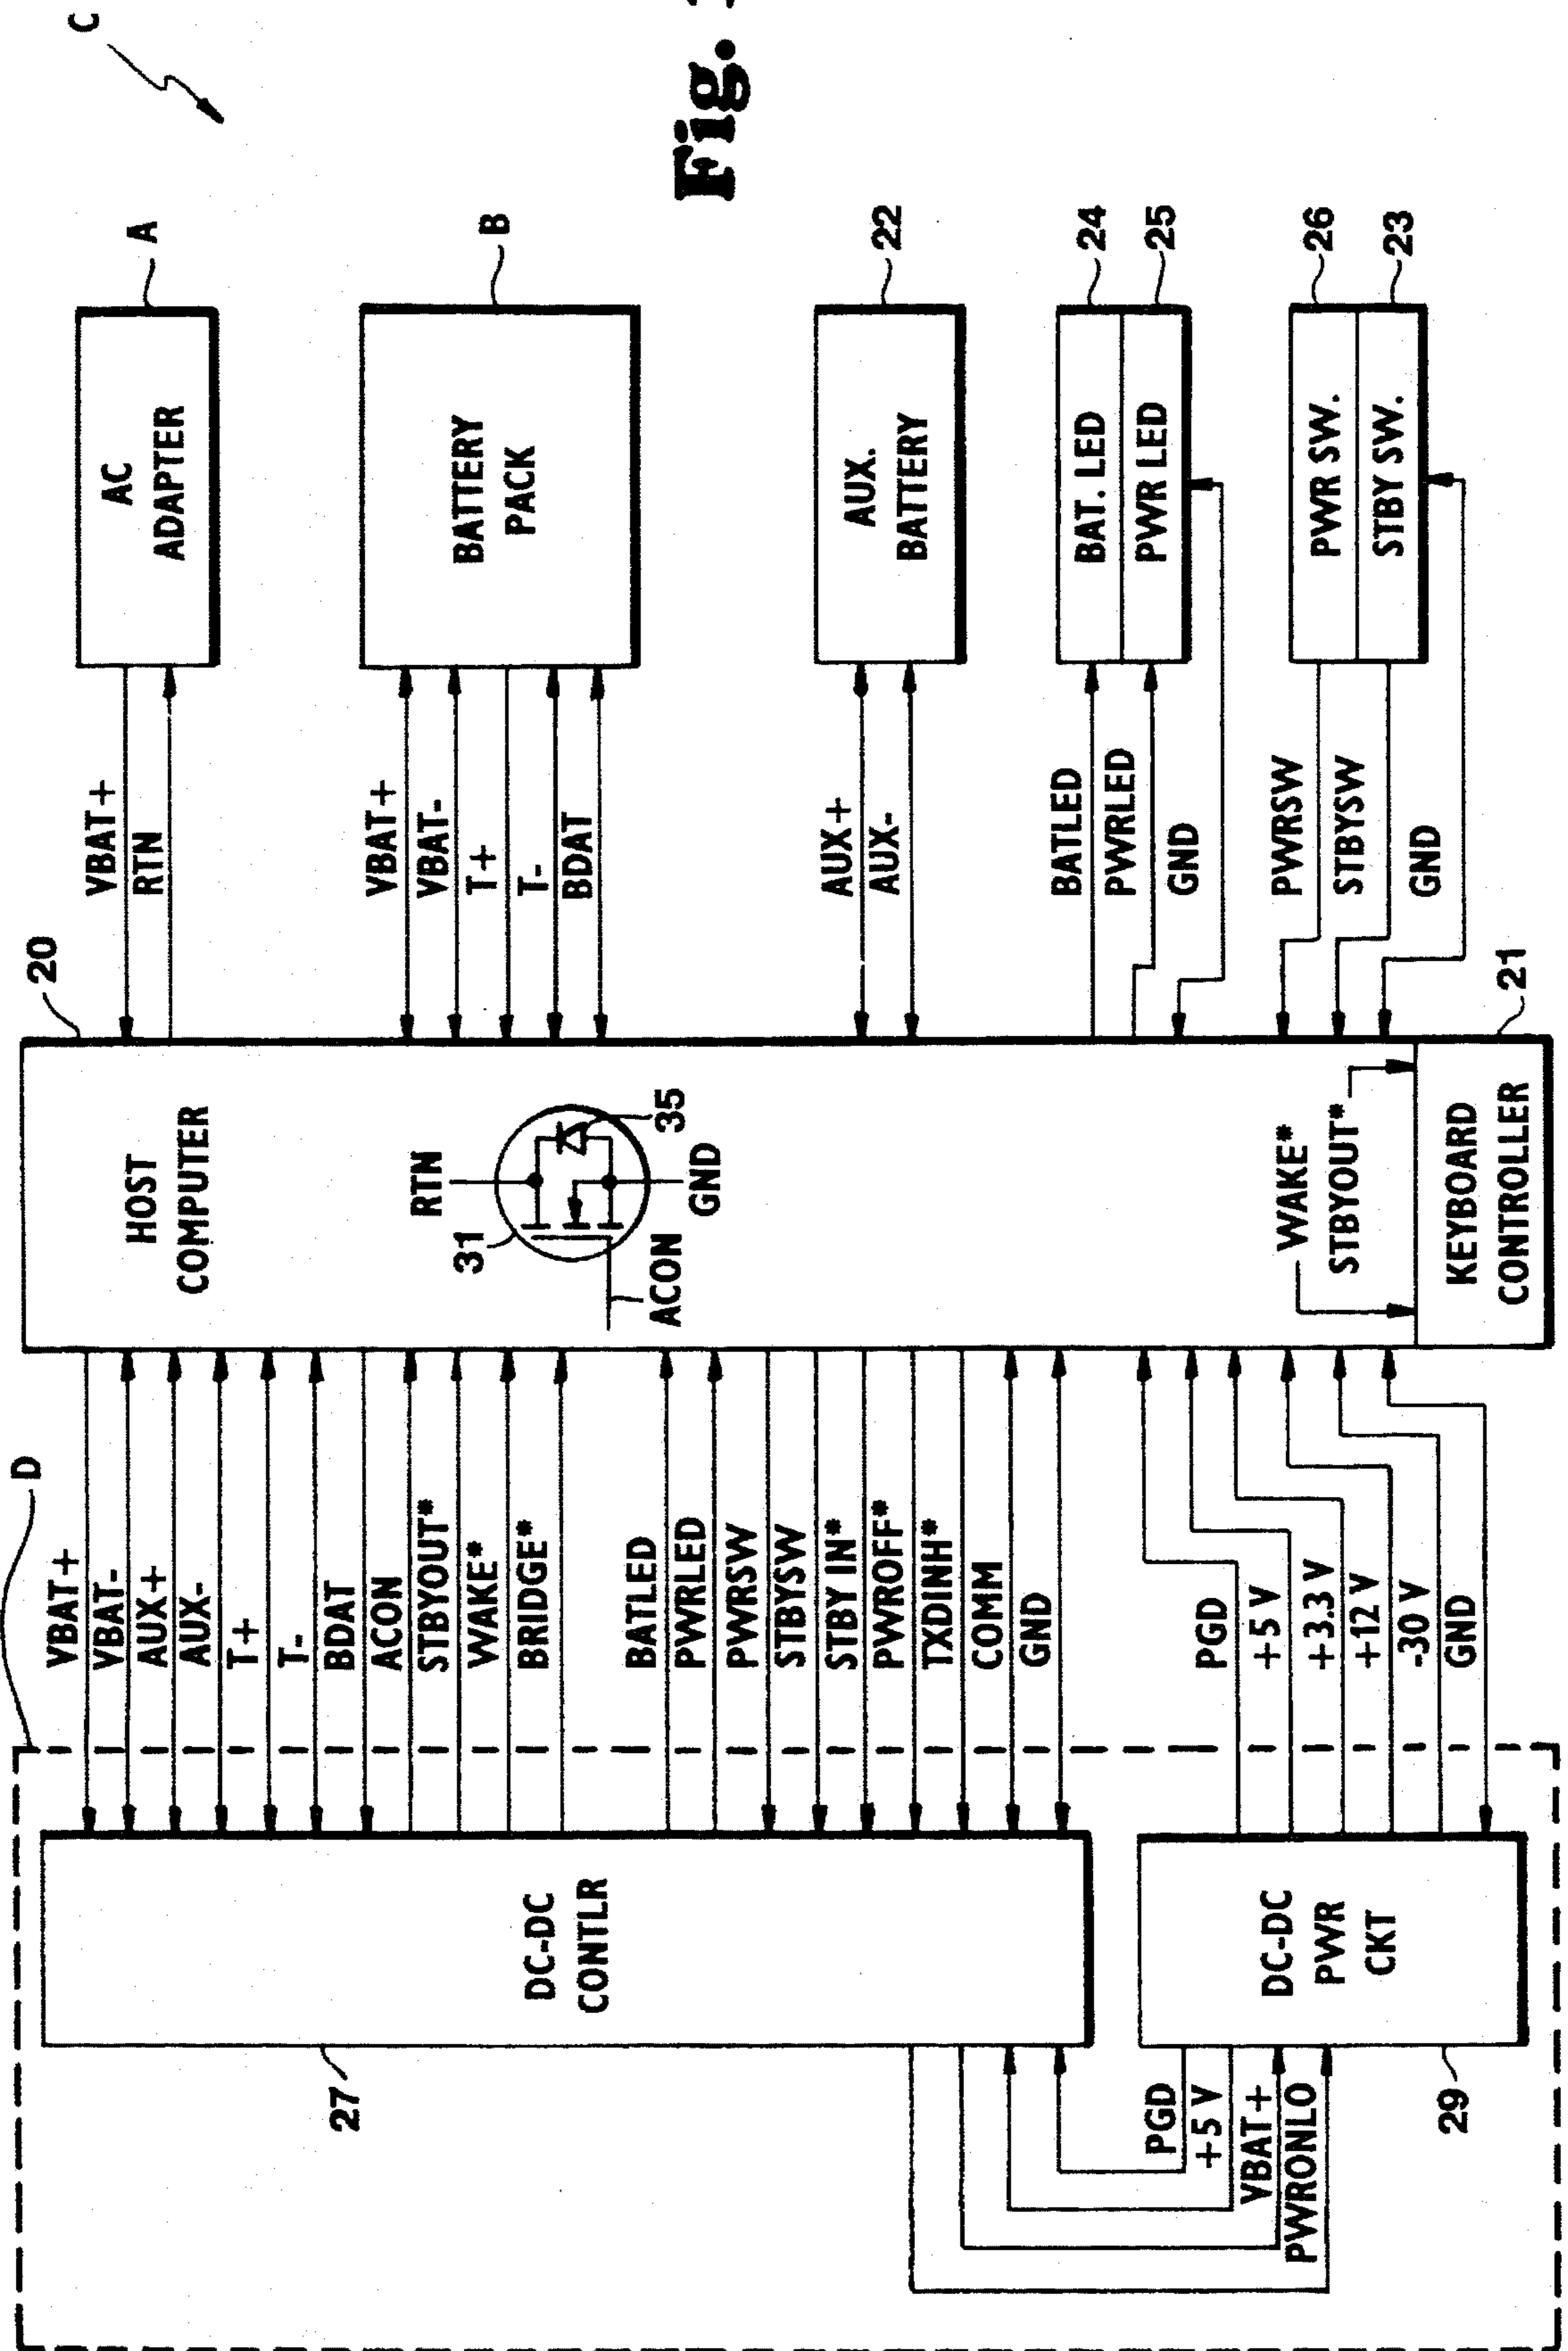 C
Fig.
D
20
A
VBAT+
VBAT-
AUX+
AUX-
T+
T-
BDAT
ACON
STBYOUT*
WAKE*
BRIDGE*
BATLED
PWRLED
PWRSW
STBYSW
STBY IN*
PWROFF*
TXDINH*
COMM
GND
PGD
+5 V
+3.3 V
+12 V
-30 V
GND
DC-DC
CONTLR
27
DC-DC
PWR
CKT
29
PGD
+5 V
VBAT+
PWRONLO
HOST
COMPUTER
RTN
31
35
ACON
GND
WAKE*
STBYOUT*
KEYBOARD
CONTROLLER
21
VBAT+
RTN
AC
ADAPTER
VBAT+
VBAT-
T+
T-
BDAT
BATTERY
PACK
B
AUX+
AUX-
AUX.
BATTERY
22
BATLED
PWRLED
GND
BAT. LED
PWR LED
24
25
PWRSW
STBYSW
GND
PWR SW.
STBY SW.
26
23